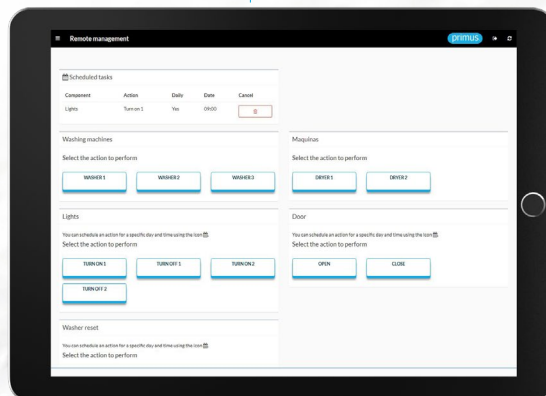 Remote management
primus
Scheduled tasks
Component Action Daily Date Cancel
Lights Turn on 1 Yes 09:00
Washing machines
Select the action to perform
WASHER 1 WASHER 2 WASHER 3
Maquinas
Select the action to perform
DRYER 1 DRYER 2
Lights
You can schedule an action for a specific day and time using the icon
Select the action to perform
TURN ON 1 TURN OFF 1 TURN ON 2
TURN OFF 2
Door
You can schedule an action for a specific day and time using the icon
Select the action to perform
OPEN CLOSE
Washer reset
You can schedule an action for a specific day and time using the icon
Select the action to perform